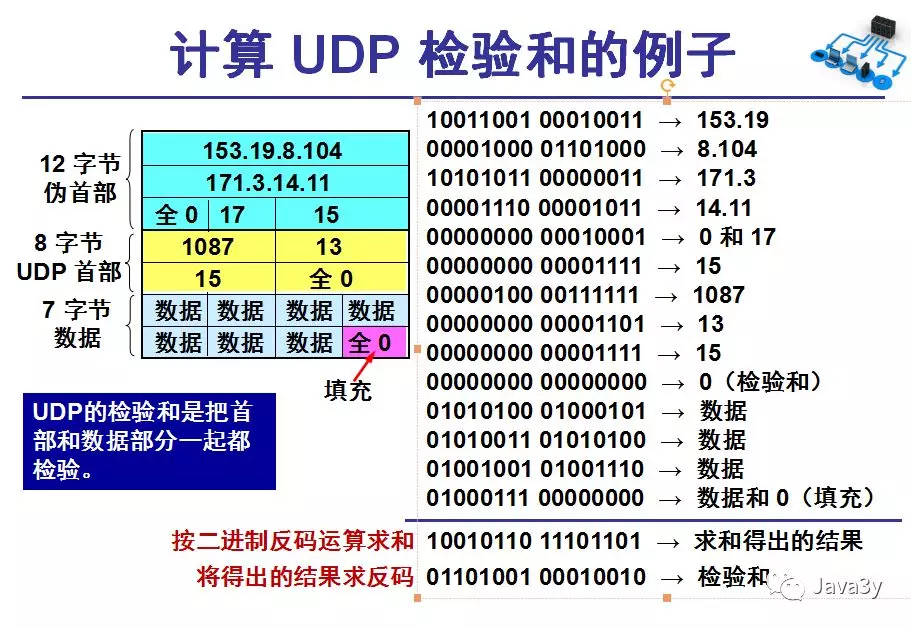 计算 UDP 检验和的例子
12 字节
伪首部
153.19.8.104
171.3.14.11
全 0 17 15
8 字节
UDP 首部
1087 13
15 全 0
7 字节
数据
数据 数据 数据 数据
数据 数据 数据 全 0
填充
UDP的检验和是把首
部和数据部分一起都
检验。
10011001 00010011 → 153.19
00001000 01101000 → 8.104
10101011 00000011 → 171.3
00001110 00001011 → 14.11
00000000 00010001 → 0 和 17
00000000 00001111 → 15
00000100 00111111 → 1087
00000000 00001101 → 13
00000000 00001111 → 15
00000000 00000000 → 0（检验和）
01010100 01000101 → 数据
01010011 01010100 → 数据
01001001 01001110 → 数据
01000111 00000000 → 数据和 0（填充）
按二进制反码运算求和 10010110 11101101 → 求和得出的结果
将得出的结果求反码 01101001 00010010 → 检验和
Java3y